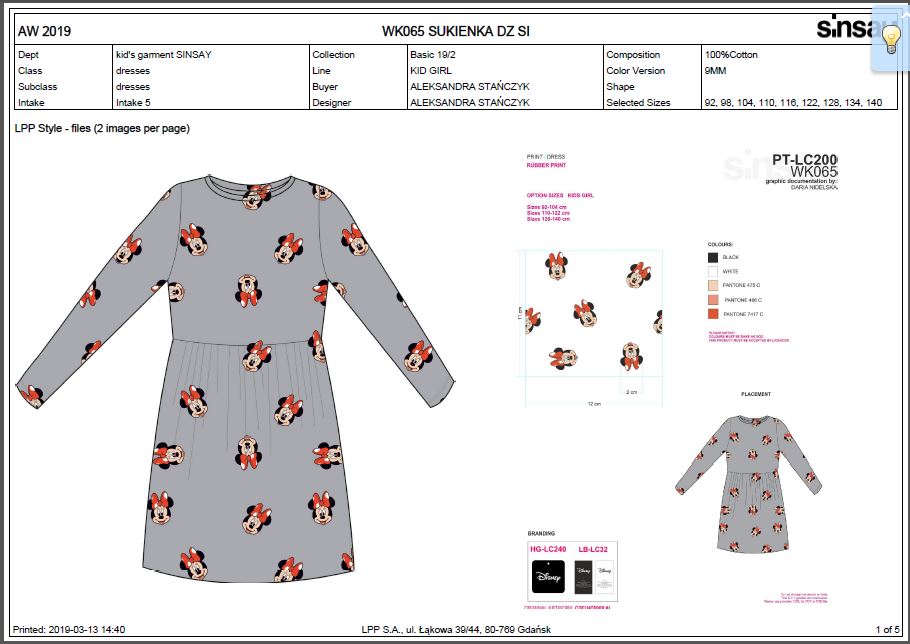 AW 2019 WK065 SUKIENKA DZ SI sinsay
Dept kid's garment SINSAY Collection Basic 19/2 Composition 100%Cotton
Class dresses Line KID GIRL Color Version 9MM
Subclass dresses Buyer ALEKSANDRA STAŃCZYK Shape
Intake Intake 5 Designer ALEKSANDRA STAŃCZYK Selected Sizes 92, 98, 104, 110, 116, 122, 128, 134, 140
LPP Style - files (2 images per page)
PRINT / DRESS
RUBBER PRINT
OPTION SIZES KIDS GIRL
Sizes 92-104 cm
Sizes 110-122 cm
Sizes 128-140 cm
PT-LC200
WK065
graphic documentation by:
DARIA NIDELSKA
COLOURS:
BLACK
WHITE
PANTONE 475 C
PANTONE 486 C
PANTONE 7417 C
11 cm
2 cm
12 cm
PLACEMENT
BRANDING
HG-LC240 LB-LC32
Disney
Disney
Disney
Printed: 2019-03-13 14:40 LPP S.A., ul. Łąkowa 39/44, 80-769 Gdańsk 1 of 5